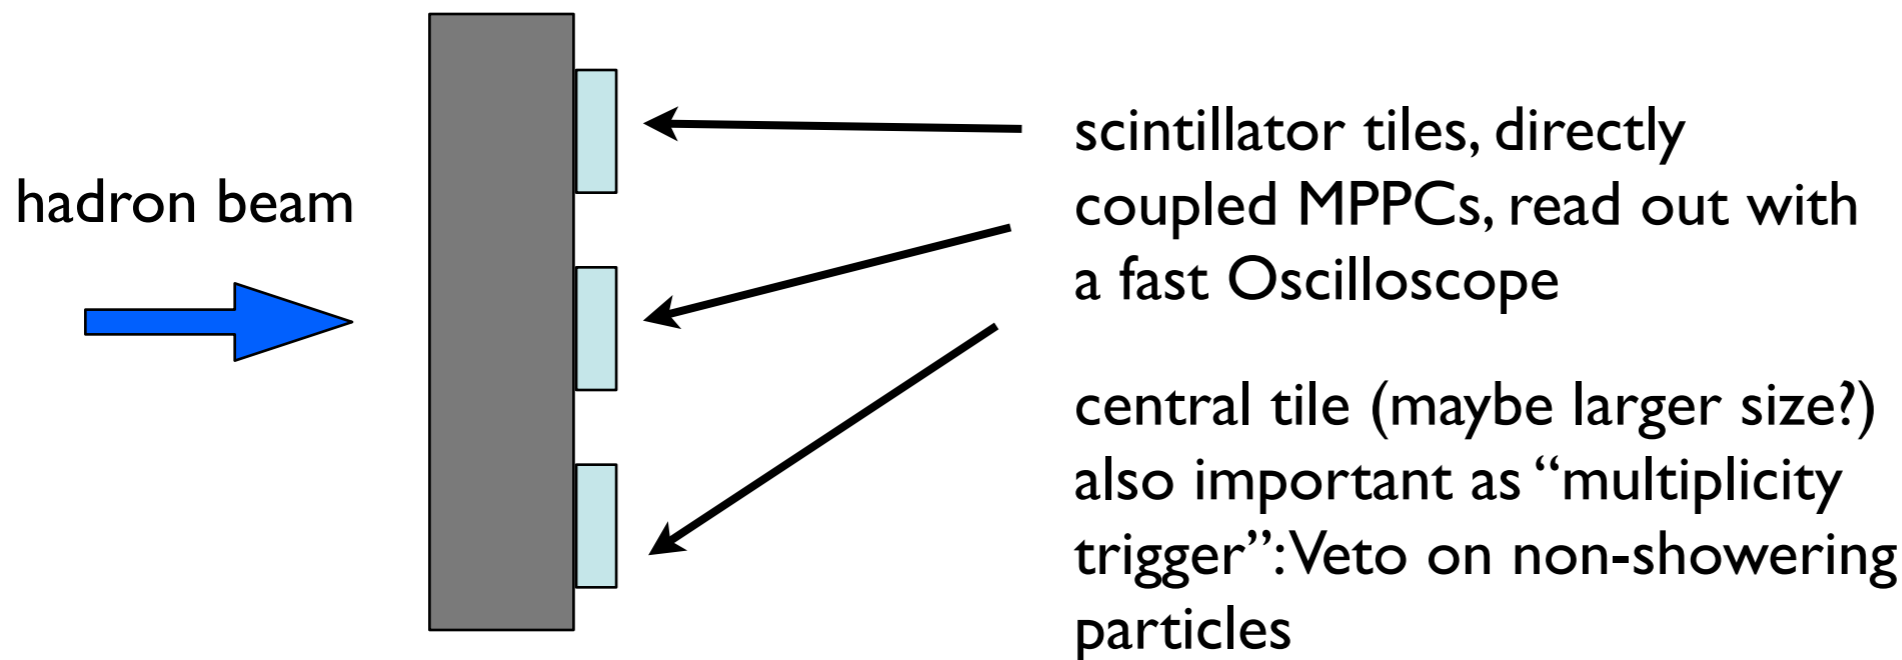 hadron beam
scintillator tiles, directly
coupled MPPCs, read out with
a fast Oscilloscope
central tile (maybe larger size?)
also important as “multiplicity
trigger”: Veto on non-showering
particles